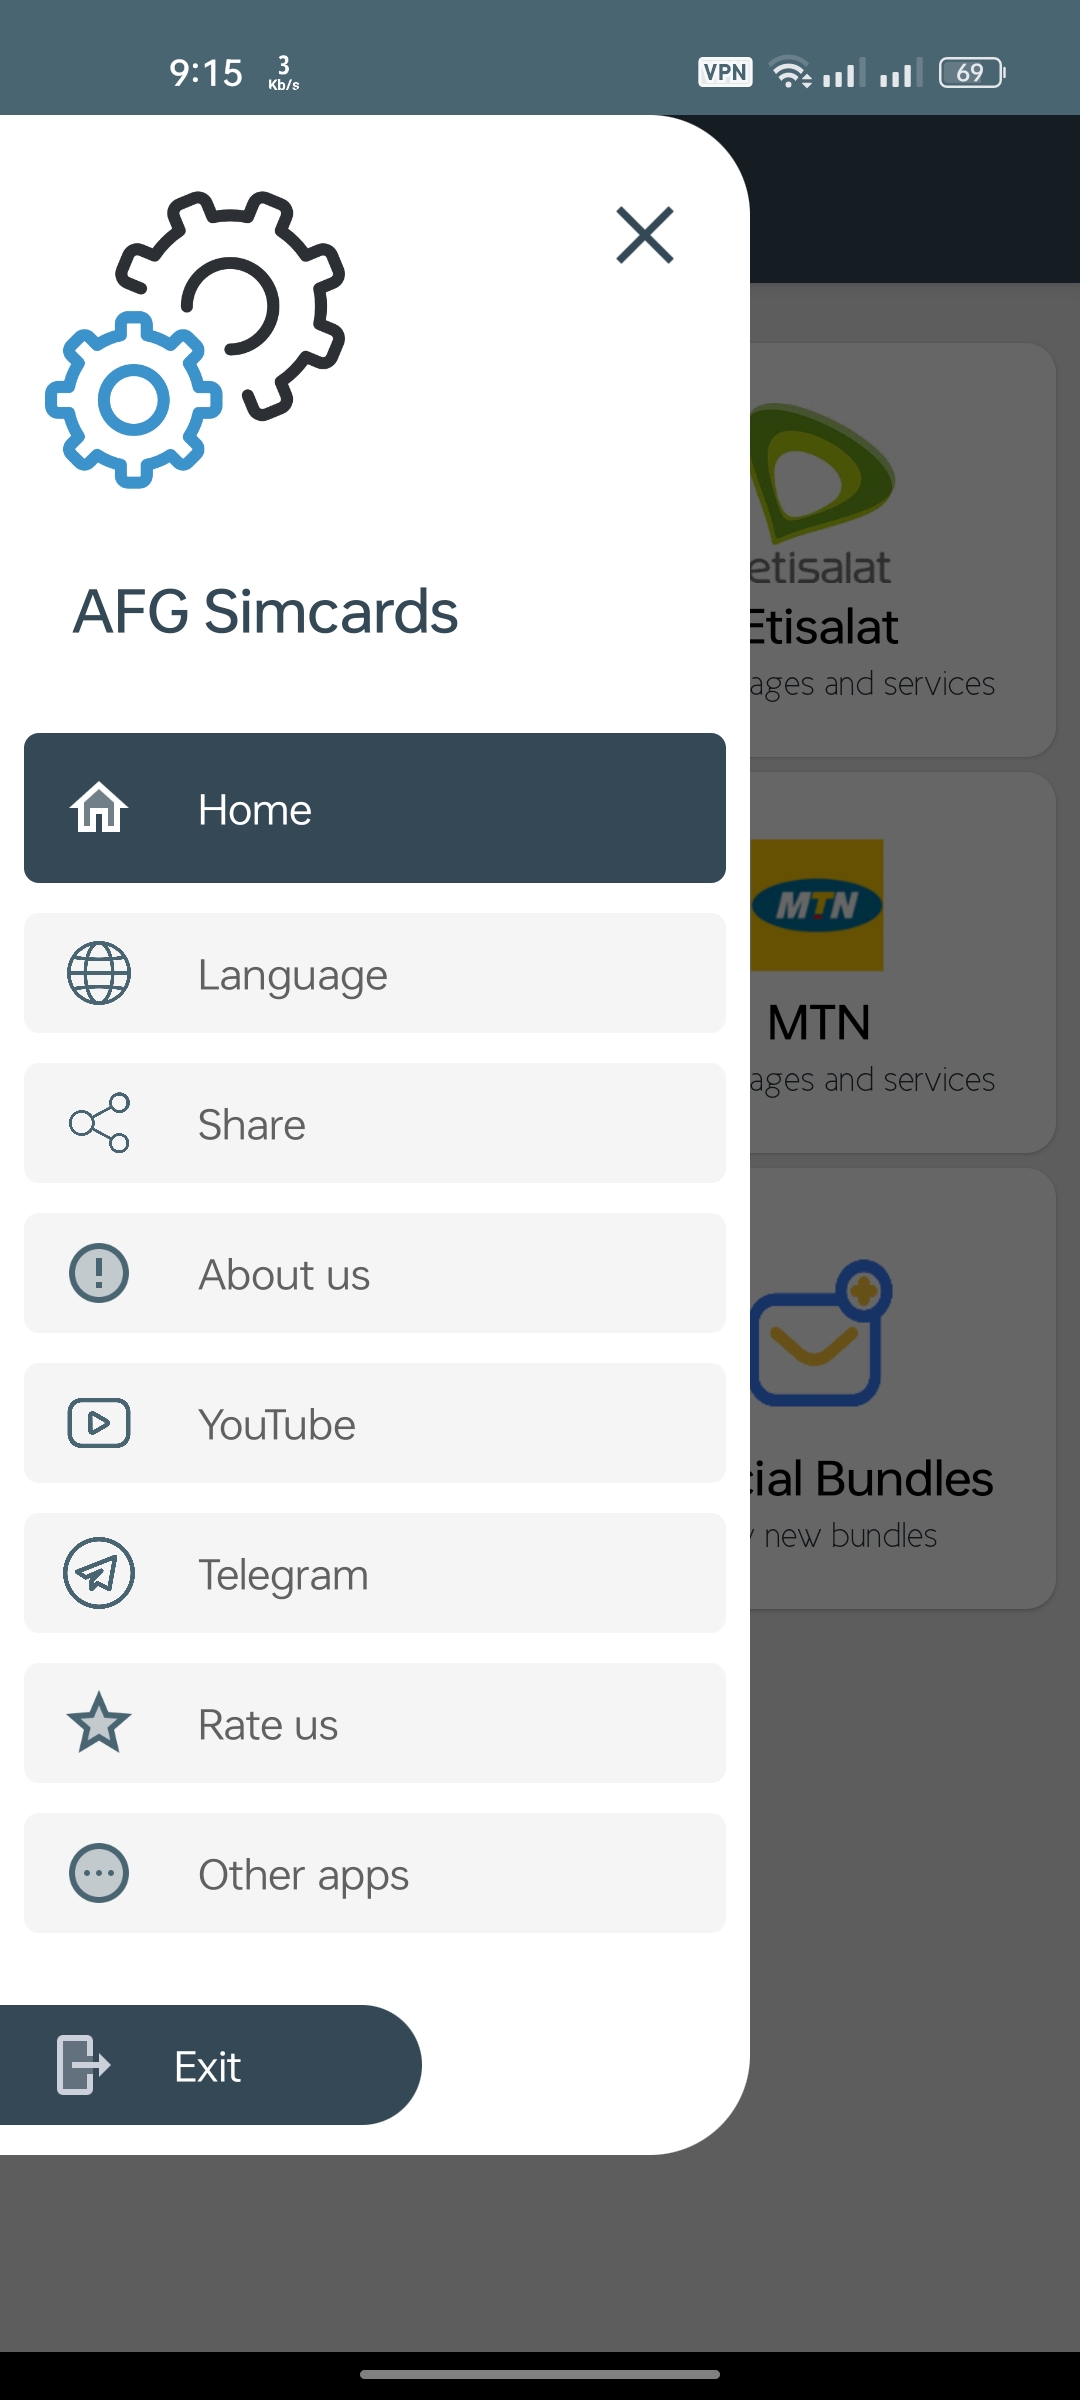 9:15
3
Kb/s
VPN
69
AFG Simcards
Home
Language
Share
About us
YouTube
Telegram
Rate us
Other apps
Exit
etisalat
Etisalat
ages and services
MTN
MTN
ages and services
cial Bundles
new bundles